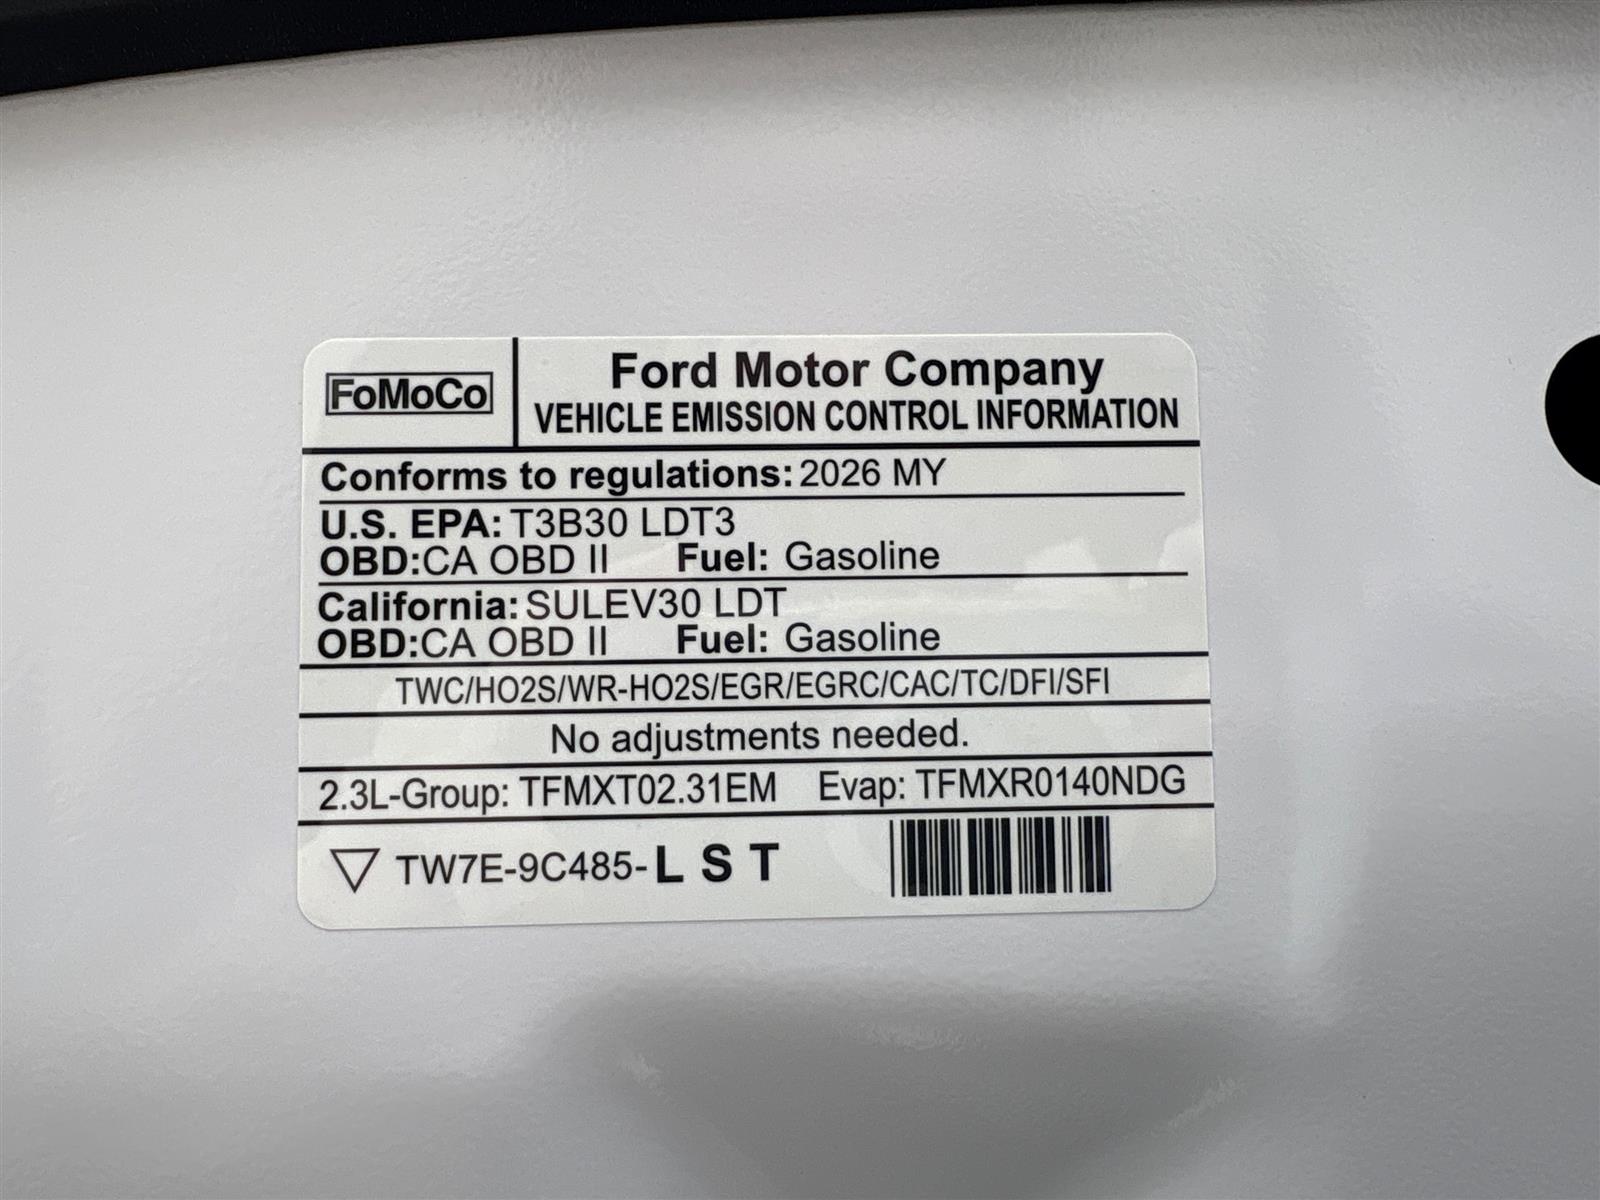 FoMoCo
Ford Motor Company
VEHICLE EMISSION CONTROL INFORMATION
Conforms to regulations: 2026 MY
U.S. EPA: T3B30 LDT3
OBD:CA OBD II Fuel: Gasoline
California: SULEV30 LDT
OBD:CA OBD II Fuel: Gasoline
TWC/HO2S/WR-HO2S/EGR/EGRC/CAC/TC/DFI/SFI
No adjustments needed.
2.3L-Group: TFMXT02.31EM Evap: TFMXR0140NDG
TW7E-9C485-L S T